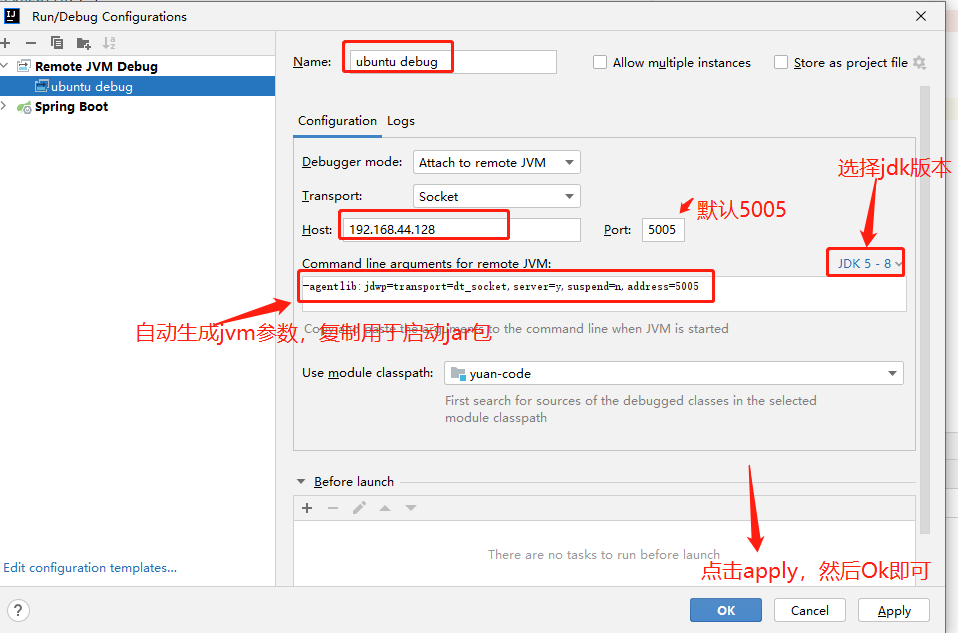 Run/Debug Configurations
Remote JVM Debug
ubuntu debug
Spring Boot
Edit configuration templates...
Name: ubuntu debug
Allow multiple instances
Store as project file
Configuration Logs
Debugger mode: Attach to remote JVM
选择jdk版本
Transport: Socket
默认5005
Host: 192.168.44.128 Port: 5005
Command line arguments for remote JVM: JDK 5 - 8
-agentlib:jdwp=transport=dt_socket,server=y,suspend=n,address=5005
Copy and paste the arguments to the command line when JVM is started
自动生成jvm参数，复制用于启动jar包
Use module classpath: yuan-code
First search for sources of the debugged classes in the selected
module classpath
Before launch
There are no tasks to run before launch
点击apply，然后Ok即可
? OK Cancel Apply